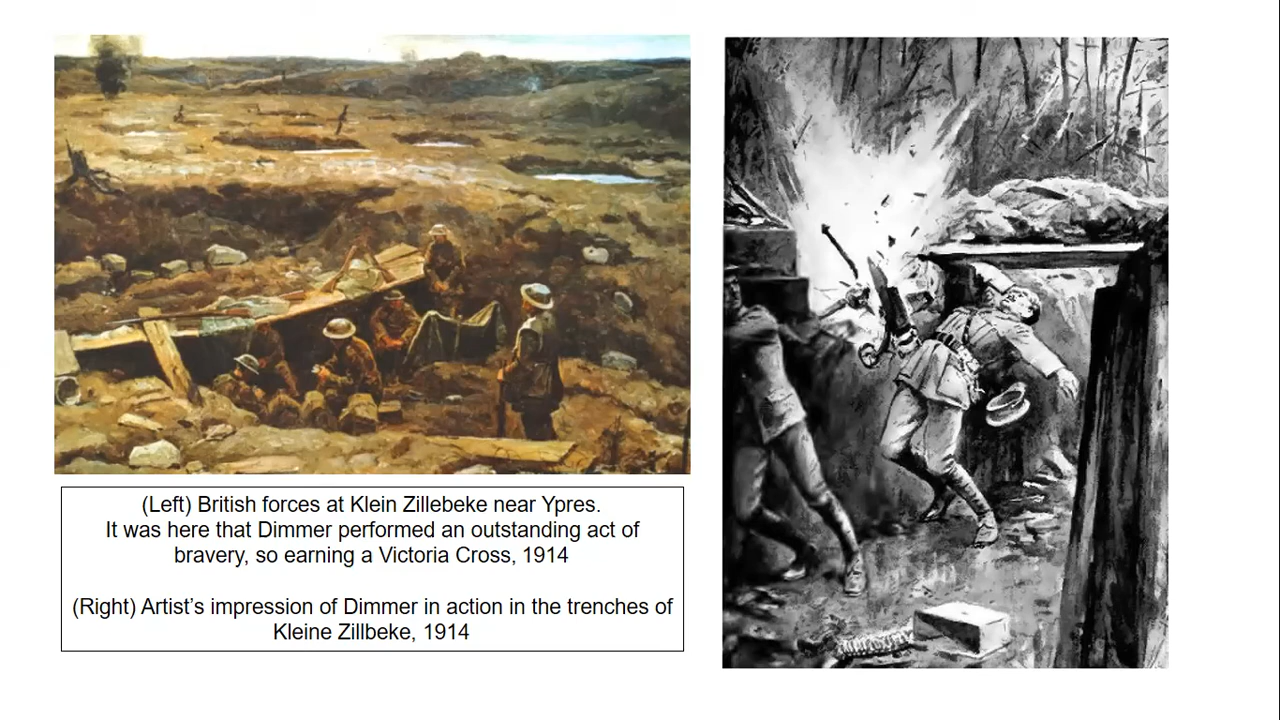 (Left) British forces at Klein Zillebeke near Ypres.
It was here that Dimmer performed an outstanding act of
bravery, so earning a Victoria Cross, 1914
(Right) Artist’s impression of Dimmer in action in the trenches of
Kleine Zillbeke, 1914